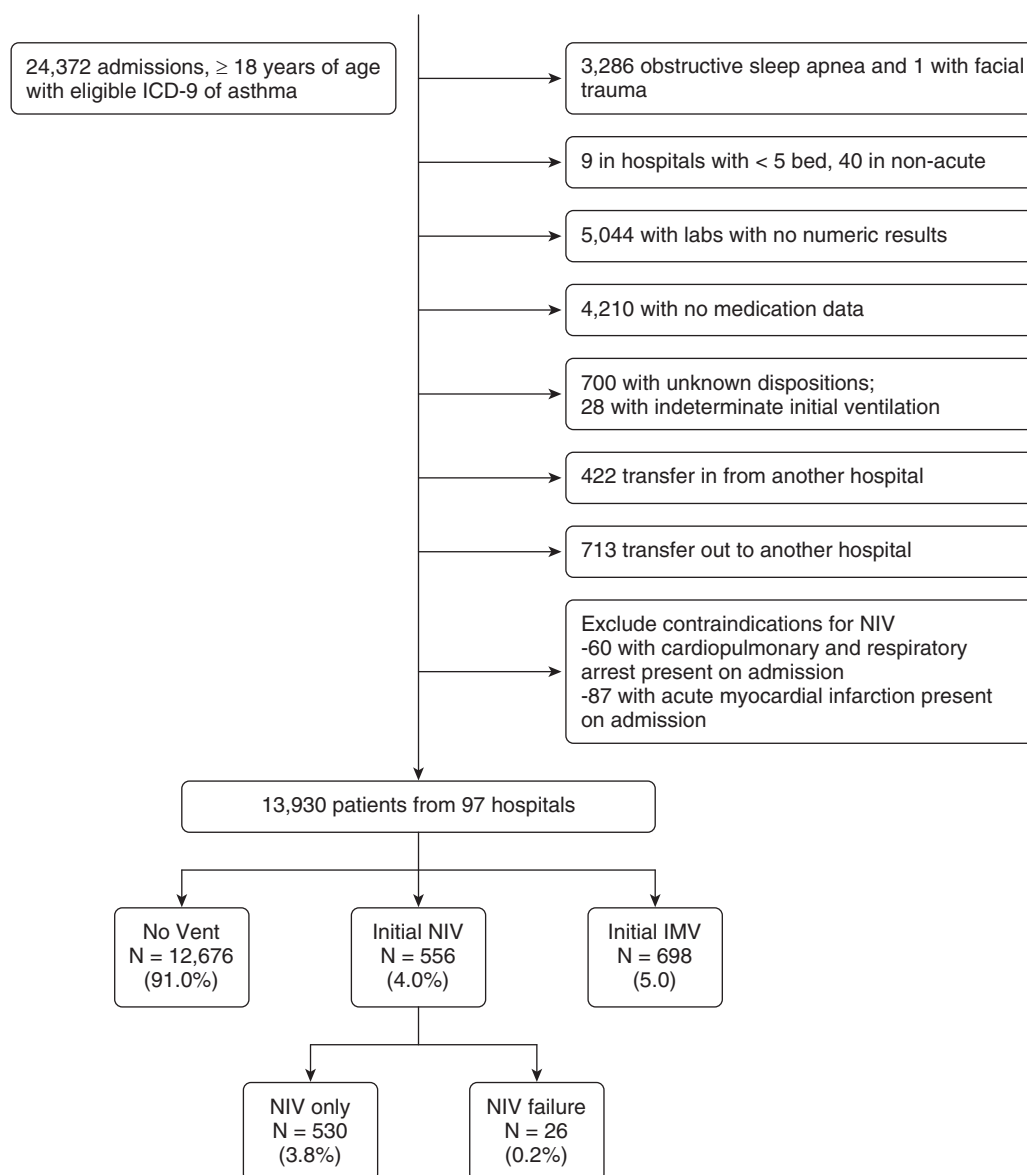 24,372 admissions, ≥ 18 years of age
with eligible ICD-9 of asthma
3,286 obstructive sleep apnea and 1 with facial
trauma
9 in hospitals with < 5 bed, 40 in non-acute
5,044 with labs with no numeric results
4,210 with no medication data
700 with unknown dispositions;
28 with indeterminate initial ventilation
422 transfer in from another hospital
713 transfer out to another hospital
Exclude contraindications for NIV
-60 with cardiopulmonary and respiratory
arrest present on admission
-87 with acute myocardial infarction present
on admission
13,930 patients from 97 hospitals
No Vent
N = 12,676
(91.0%)
Initial NIV
N = 556
(4.0%)
Initial IMV
N = 698
(5.0)
NIV only
N = 530
(3.8%)
NIV failure
N = 26
(0.2%)